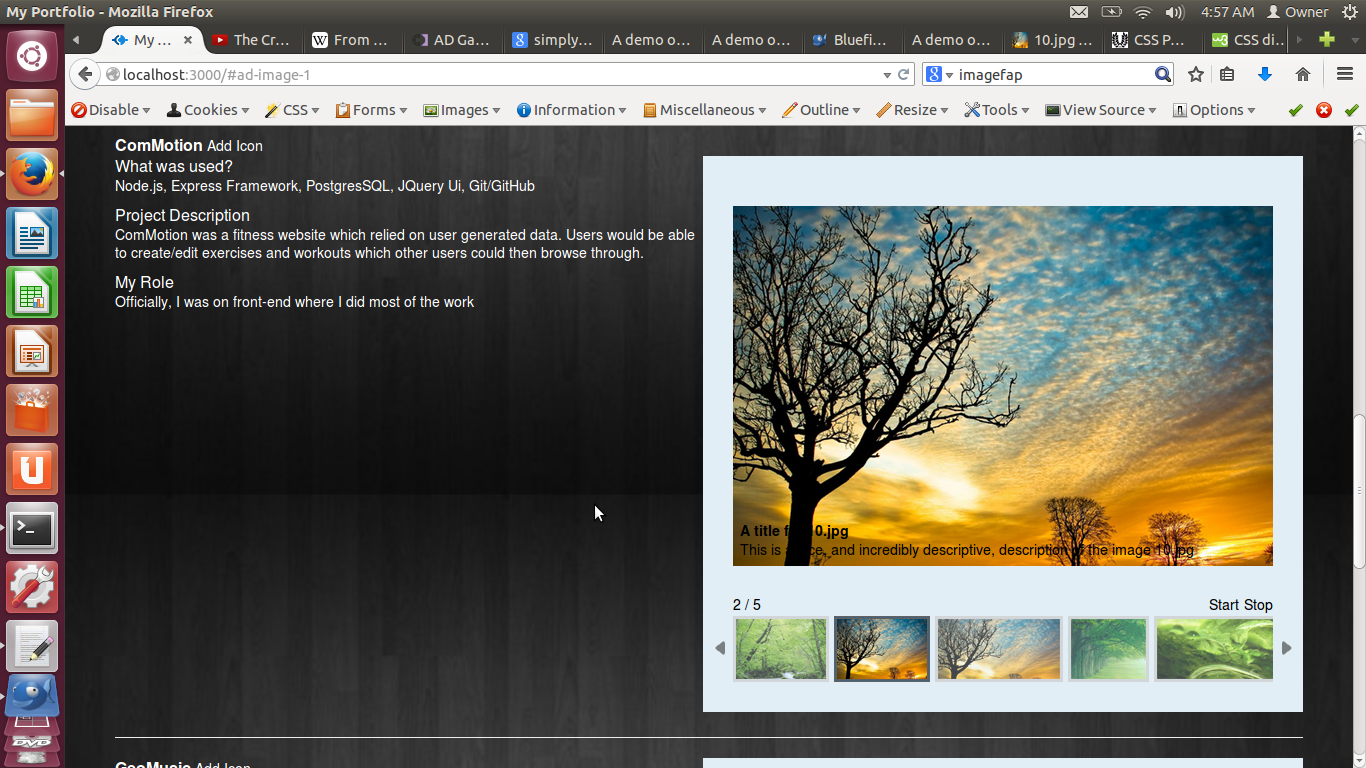 My Portfolio - Mozilla Firefox
4:57 AM Owner
My ... The Cr... From ... AD Ga... simply... A demo o... A demo o... Bluefi... A demo o... 10.jpg ... CSS P... CSS di...
localhost:3000/#ad-image-1
imagefap
Disable Cookies CSS Forms Images Information Miscellaneous Outline Resize Tools View Source Options
ComMotion Add Icon
What was used?
Node.js, Express Framework, PostgresSQL, JQuery Ui, Git/GitHub
Project Description
ComMotion was a fitness website which relied on user generated data. Users would be able
to create/edit exercises and workouts which other users could then browse through.
My Role
Officially, I was on front-end where I did most of the work
A title 10.jpg
This is and incredibly descriptive, description of the image 10.jpg
2 / 5
Start Stop
GeoMusic Add Icon
DVD